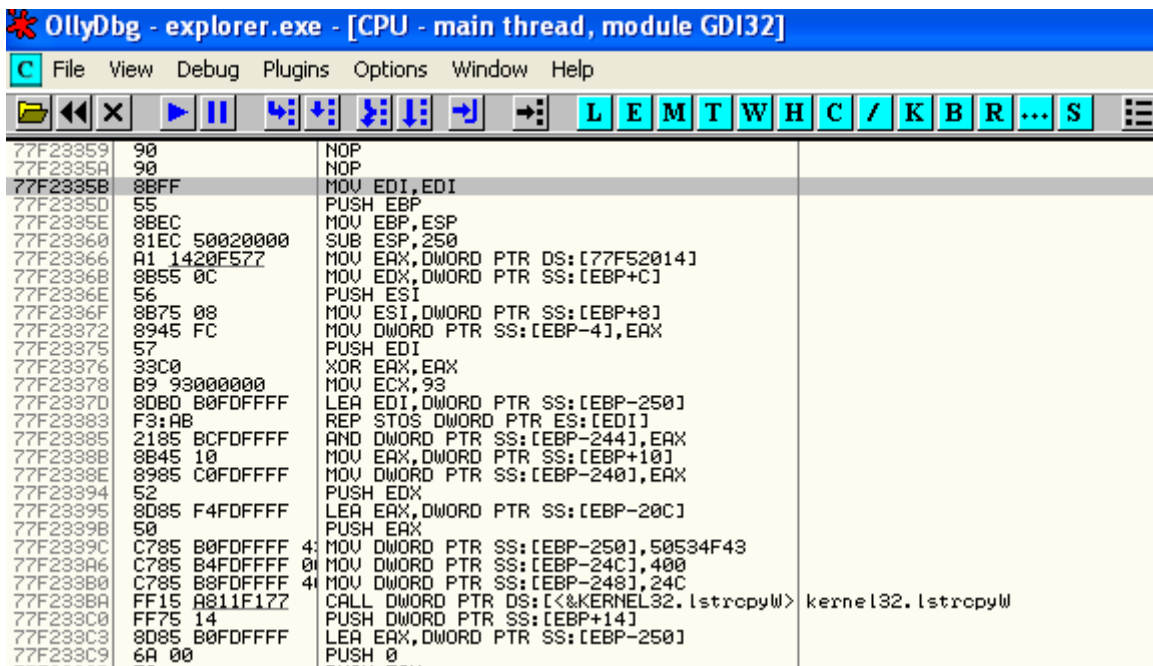 OllyDbg - explorer.exe - [CPU - main thread, module GDI32]
C File View Debug Plugins Options Window Help
L E M T W H C / K B R ... S
77F23359 90 NOP
77F2335A 90 NOP
77F2335B 8BFF MOV EDI,EDI
77F2335D 55 PUSH EBP
77F2335E 8BEC MOV EBP,ESP
77F23360 81EC 50020000 SUB ESP,250
77F23366 A1 1420F577 MOV EAX,DWORD PTR DS:[77F52014]
77F2336B 8B55 0C MOV EDX,DWORD PTR SS:[EBP+C]
77F2336E 56 PUSH ESI
77F2336F 8B75 08 MOV ESI,DWORD PTR SS:[EBP+8]
77F23372 8945 FC MOV DWORD PTR SS:[EBP-4],EAX
77F23375 57 PUSH EDI
77F23376 33C0 XOR EAX,EAX
77F23378 B9 93000000 MOV ECX,93
77F2337D 8DBD B0FDFFFF LEA EDI,DWORD PTR SS:[EBP-250]
77F23383 F3:AB REP STOS DWORD PTR ES:[EDI]
77F23385 2185 BCFDFFFF AND DWORD PTR SS:[EBP-244],EAX
77F2338B 8B45 10 MOV EAX,DWORD PTR SS:[EBP+10]
77F2338E 8985 C0FDFFFF MOV DWORD PTR SS:[EBP-240],EAX
77F23394 52 PUSH EDX
77F23395 8D85 F4FDFFFF LEA EAX,DWORD PTR SS:[EBP-20C]
77F2339B 50 PUSH EAX
77F2339C C785 B0FDFFFF 4 MOV DWORD PTR SS:[EBP-250],50534F43
77F233A6 C785 B4FDFFFF 0 MOV DWORD PTR SS:[EBP-24C],400
77F233B0 C785 B8FDFFFF 4 MOV DWORD PTR SS:[EBP-248],24C
77F233BA FF15 A811F177 CALL DWORD PTR DS:[<&KERNEL32.lstrcpyW> kernel32.lstrcpyW
77F233C0 FF75 14 PUSH DWORD PTR SS:[EBP+14]
77F233C3 8D85 B0FDFFFF LEA EAX,DWORD PTR SS:[EBP-250]
77F233C9 6A 00 PUSH 0